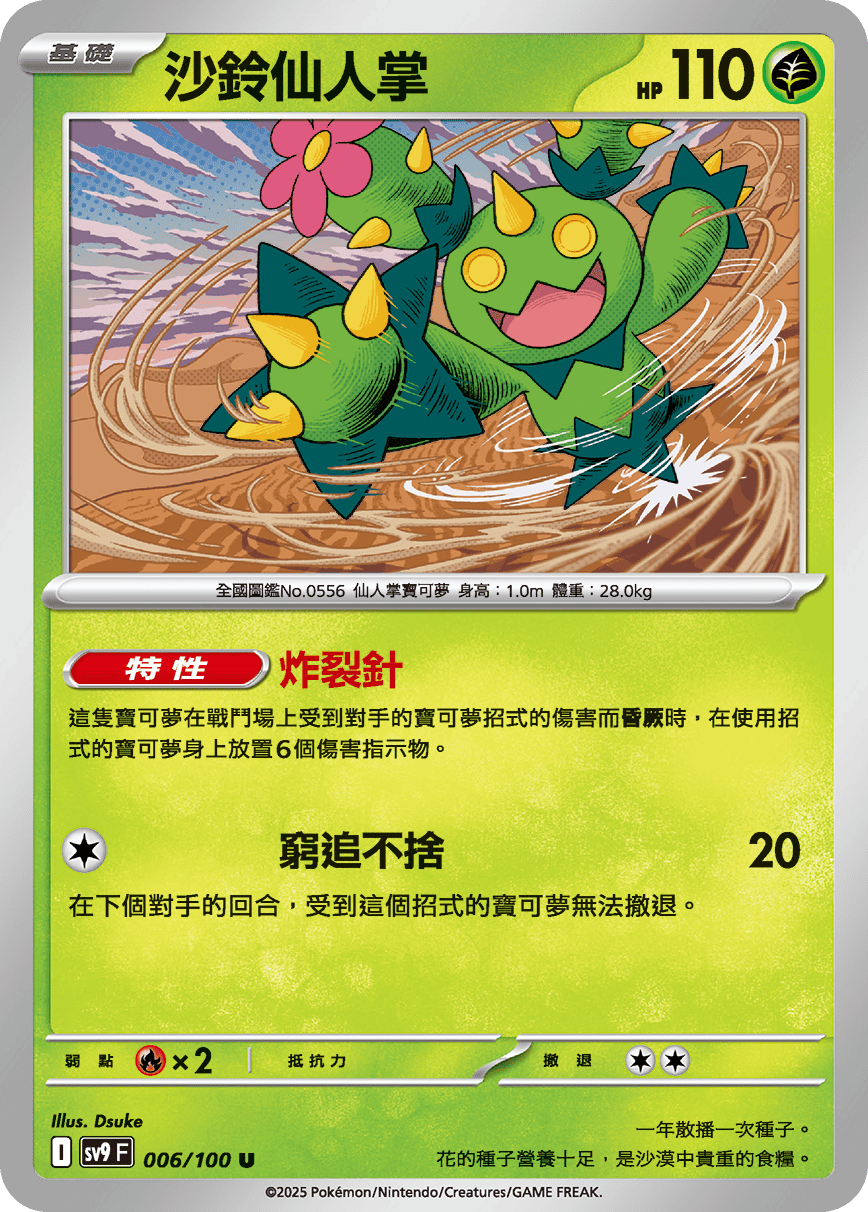 基礎
沙鈴仙人掌
HP 110
全國圖鑑No.0556 仙人掌寶可夢 身高：1.0m 體重：28.0kg
特性 炸裂針
這隻寶可夢在戰鬥場上受到對手的寶可夢招式的傷害而昏厥時，在使用招
式的寶可夢身上放置6個傷害指示物。
窮追不捨 20
在下個對手的回合，受到這個招式的寶可夢無法撤退。
弱點 ×2 抵抗力 撤退
Illus. Dsuke
I sv9 F 006/100 U
一年散播一次種子。
花的種子營養十足，是沙漠中貴重的食糧。
©2025 Pokémon/Nintendo/Creatures/GAME FREAK.